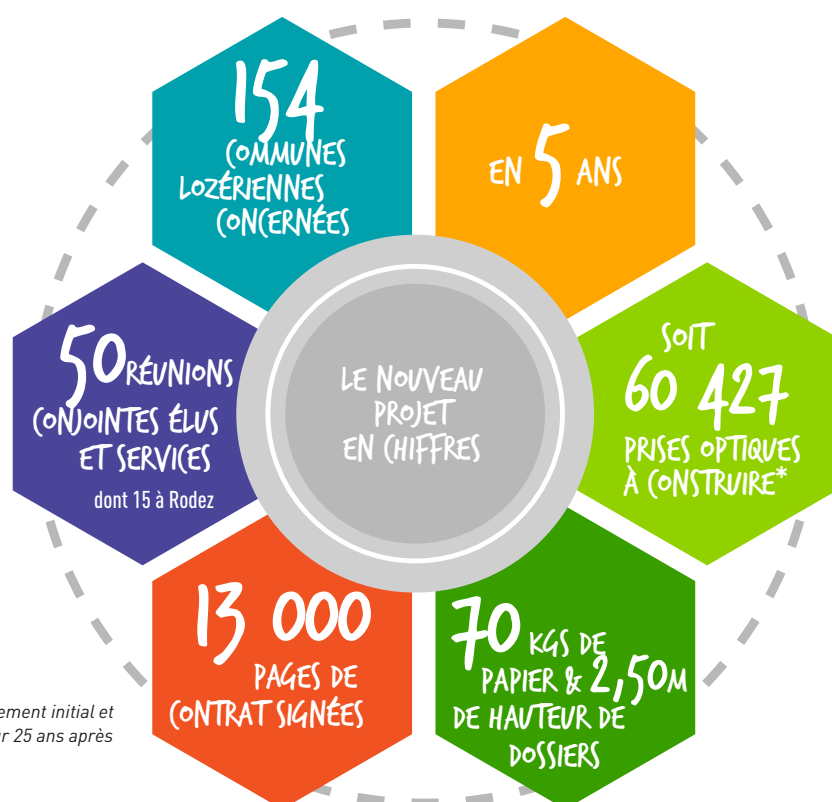 154
COMMUNES
LOZÉRIENNES
CONCERNÉES
EN 5 ANS
SOIT
60 427
PRISES OPTIQUES
À CONSTRUIRE*
LE NOUVEAU
PROJET
EN CHIFFRES
50 RÉUNIONS
CONJOINTES ÉLUS
ET SERVICES
dont 15 à Rodez
13 000
PAGES DE
CONTRAT SIGNÉES
70 KGS DE
PAPIER & 2,50M
DE HAUTEUR DE
DOSSIERS
initial et
25 ans après